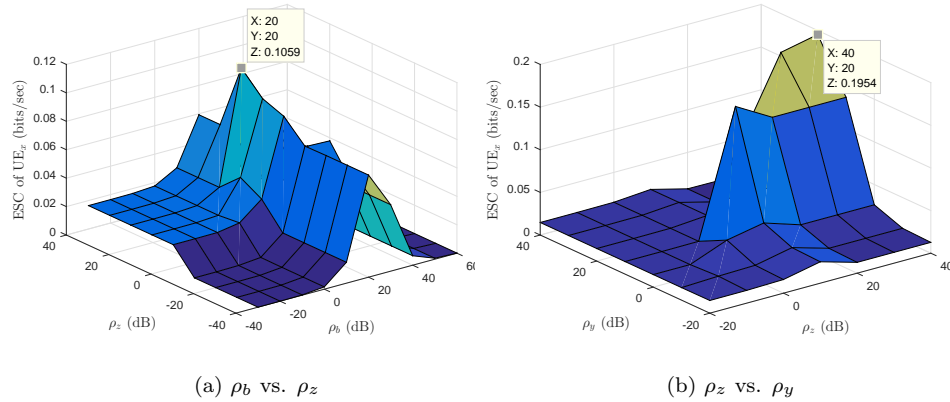 X: 20
Y: 20
Z: 0.1059
0.12
0.1
0.08
0.06
0.04
0.02
0
ESC of UEₓ (bits/sec)
40
20
0
-20
-40
ρ_z (dB)
-40
-20
0
20
40
60
ρ_b (dB)
(a) ρ_b vs. ρ_z
X: 40
Y: 20
Z: 0.1954
0.2
0.15
0.1
0.05
0
ESC of UEₓ (bits/sec)
40
20
0
-20
ρ_y (dB)
-20
0
20
40
ρ_z (dB)
(b) ρ_z vs. ρ_y